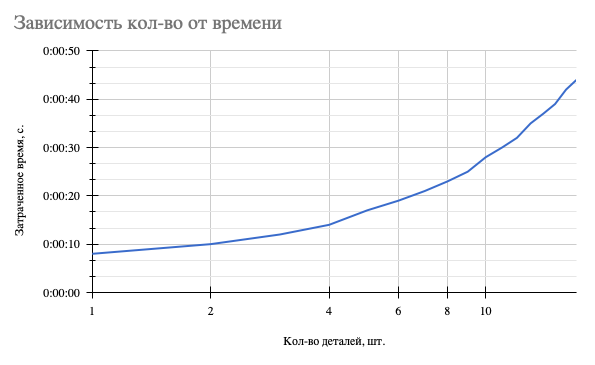 Зависимость кол-во от времени
0:00:50
0:00:40
0:00:30
0:00:20
0:00:10
0:00:00
Затраченное время, с.
1 2 4 6 8 10
Кол-во деталей, шт.